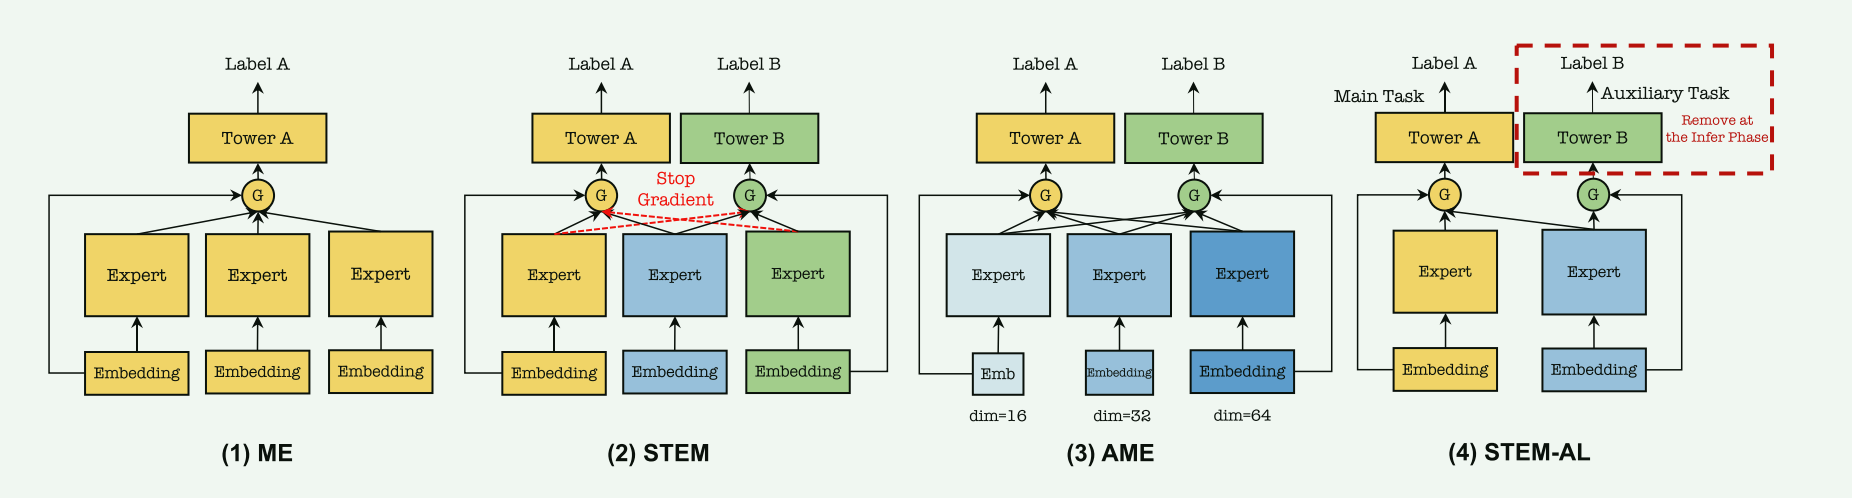 Label A
Tower A
G
Expert
Expert
Expert
Embedding
Embedding
Embedding
(1) ME
Label A
Label B
Tower A
Tower B
Stop
Gradient
G
G
Expert
Expert
Expert
Embedding
Embedding
Embedding
(2) STEM
Label A
Label B
Tower A
Tower B
G
G
Expert
Expert
Expert
Emb
Embedding
Embedding
dim=16
dim=32
dim=64
(3) AME
Label A
Label B
Main Task
Auxiliary Task
Tower A
Tower B
Remove at
the Infer Phase
G
G
Expert
Expert
Embedding
Embedding
(4) STEM-AL